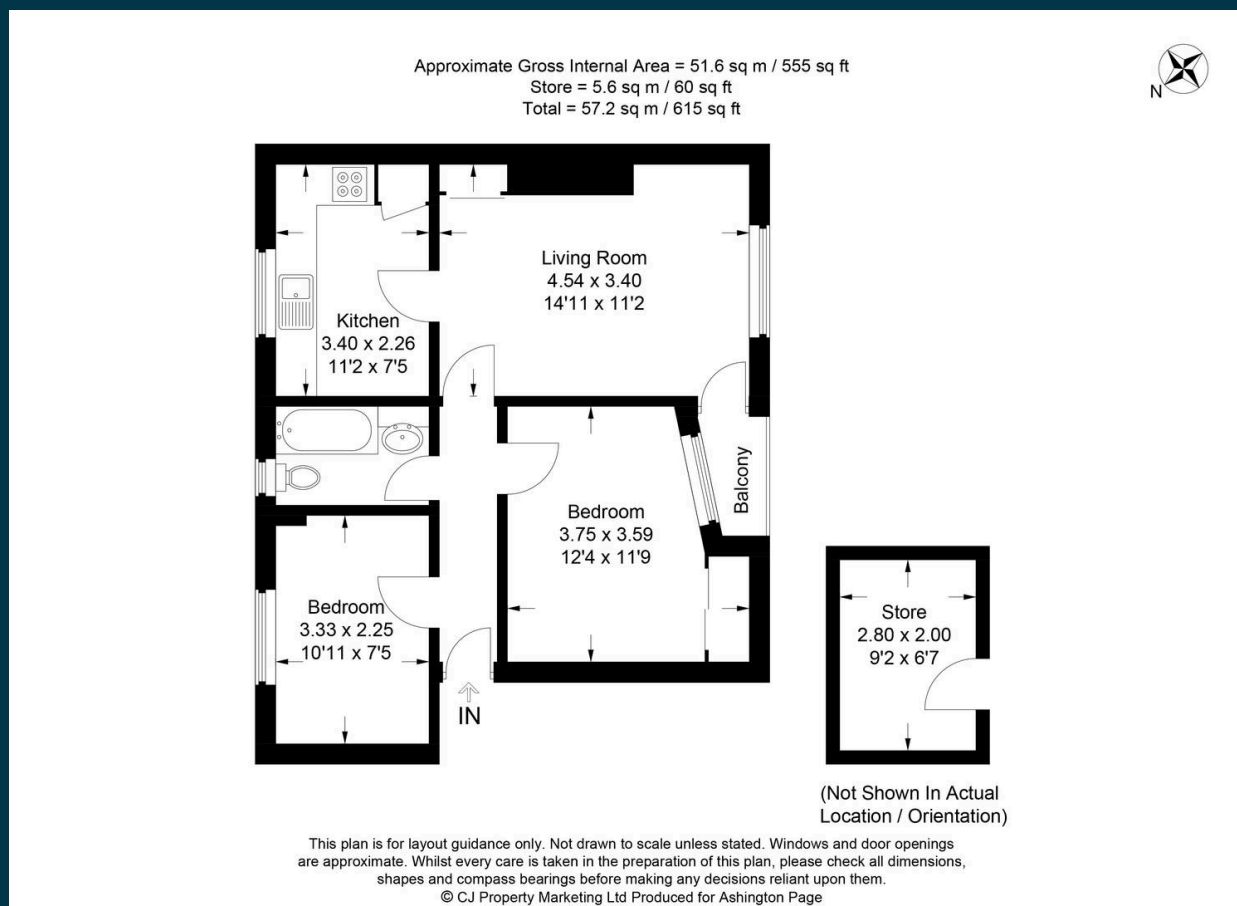 Approximate Gross Internal Area = 51.6 sq m / 555 sq ft
Store = 5.6 sq m / 60 sq ft
Total = 57.2 sq m / 615 sq ft
N
Living Room
4.54 x 3.40
14'11 x 11'2
Kitchen
3.40 x 2.26
11'2 x 7'5
Balcony
Bedroom
3.75 x 3.59
12'4 x 11'9
Bedroom
3.33 x 2.25
10'11 x 7'5
IN
Store
2.80 x 2.00
9'2 x 6'7
(Not Shown In Actual
Location / Orientation)
This plan is for layout guidance only. Not drawn to scale unless stated. Windows and door openings
are approximate. Whilst every care is taken in the preparation of this plan, please check all dimensions,
shapes and compass bearings before making any decisions reliant upon them.
© CJ Property Marketing Ltd Produced for Ashington Page